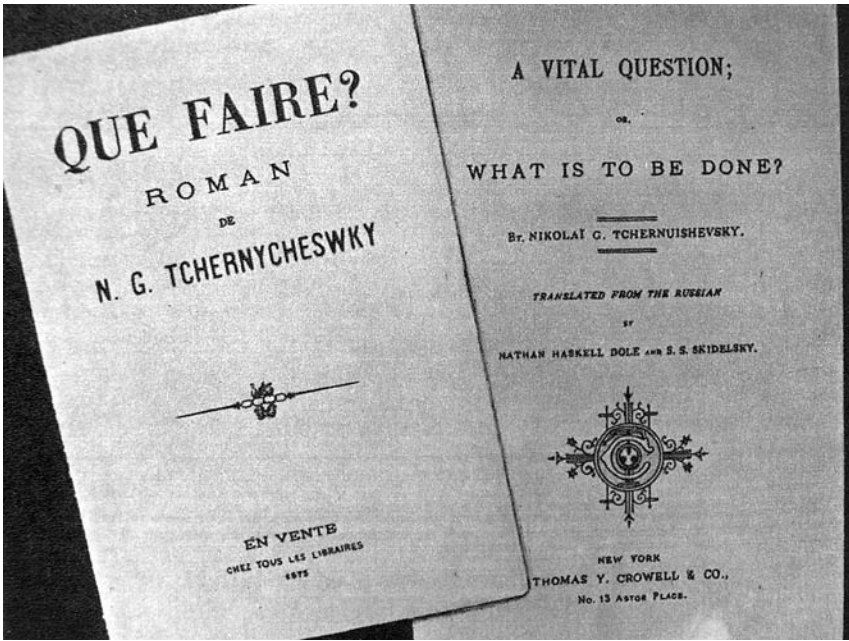 QUE FAIRE?
ROMAN
DE
N. G. TCHERNYCHESWKY
EN VENTE
CHEZ TOUS LES LIBRAIRES
1875
A VITAL QUESTION;
OR,
WHAT IS TO BE DONE?
BY. NIKOLAÏ G. TCHERNUISHEVSKY.
TRANSLATED FROM THE RUSSIAN
BY
NATHAN HASKELL DOLE AND S. S. SKIDELSKY.
NEW YORK
THOMAS Y. CROWELL & CO.,
No. 13 ASTOR PLACE.